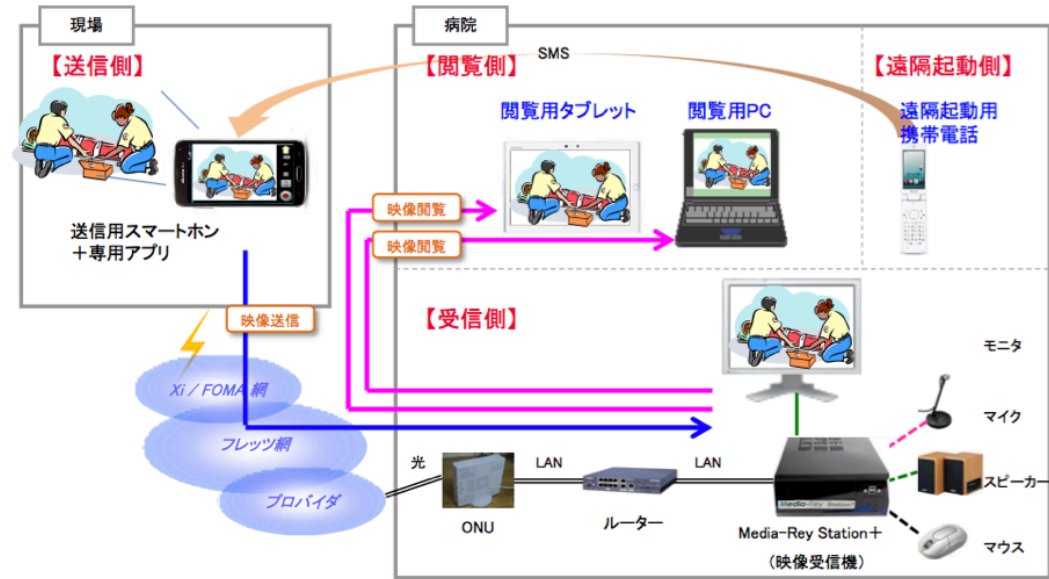 現場
病院
【送信側】
【閲覧側】
SMS
【遠隔起動側】
閲覧用タブレット
閲覧用PC
遠隔起動用
携帯電話
送信用スマートホン
＋専用アプリ
映像閲覧
映像閲覧
映像送信
【受信側】
モニタ
Xi / FOMA 網
マイク
フレッツ網
光
LAN
LAN
スピーカー
プロバイダ
Media-Rey Station+
ONU
ルーター
Media-Rey Station＋
（映像受信機）
マウス